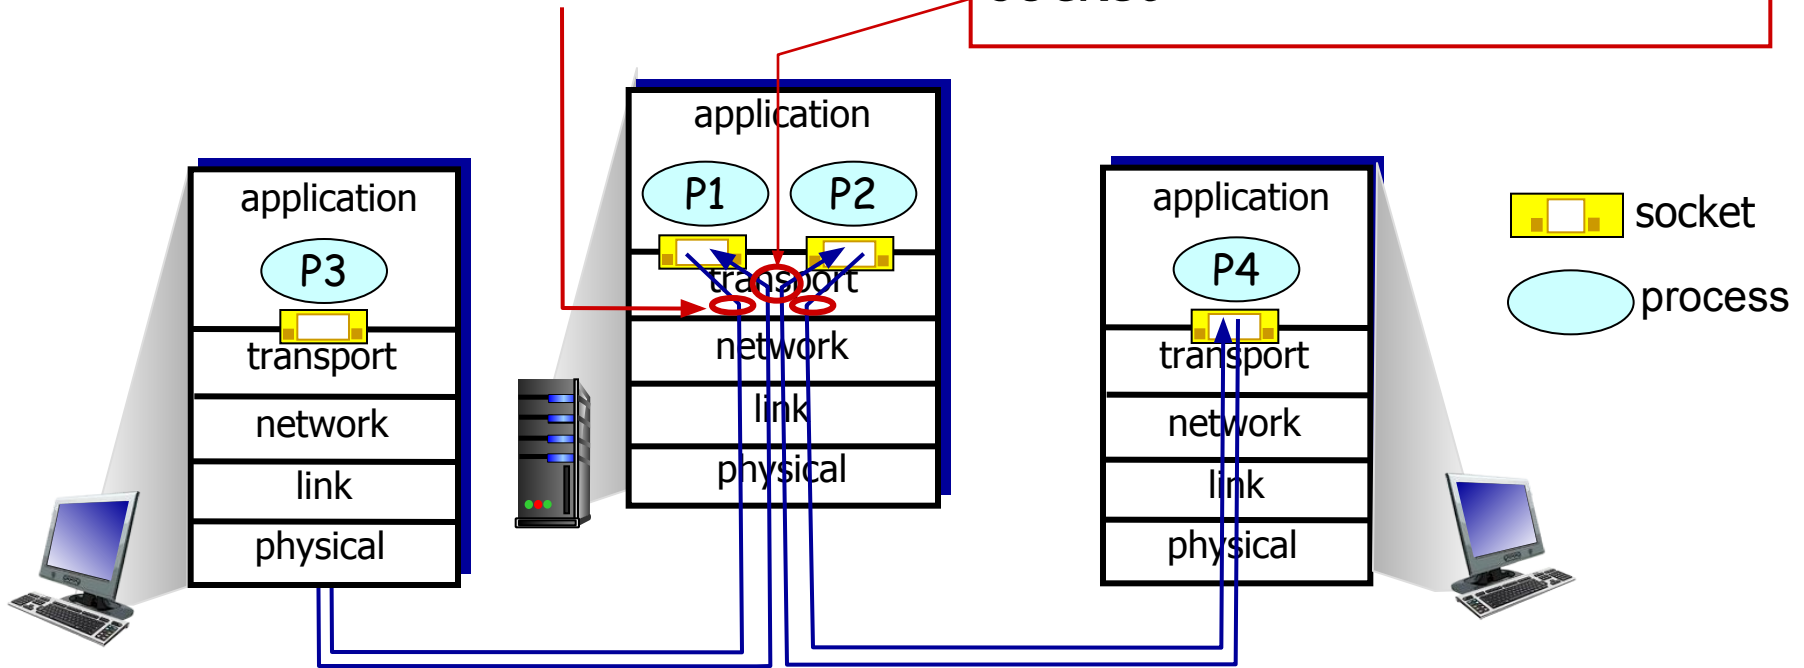 application
P1 P2
transport
network
link
physical
application
P3
transport
network
link
physical
application
P4
transport
network
link
physical
socket
process